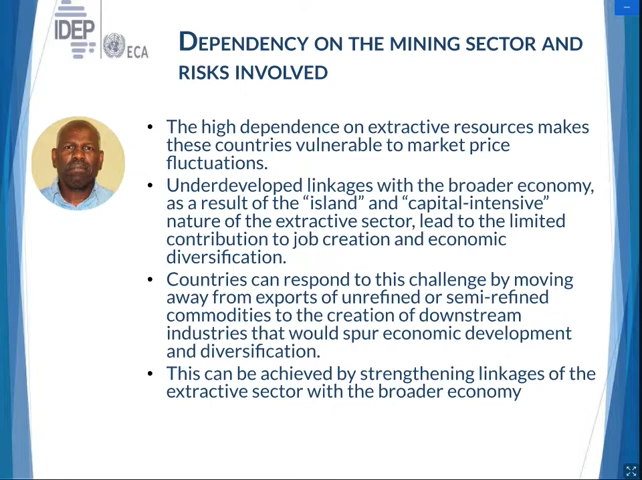 IDEP
ECA
DEPENDENCY ON THE MINING SECTOR AND
RISKS INVOLVED
• The high dependence on extractive resources makes
these countries vulnerable to market price
fluctuations.
• Underdeveloped linkages with the broader economy,
as a result of the “island” and “capital-intensive”
nature of the extractive sector, lead to the limited
contribution to job creation and economic
diversification.
• Countries can respond to this challenge by moving
away from exports of unrefined or semi-refined
commodities to the creation of downstream
industries that would spur economic development
and diversification.
• This can be achieved by strengthening linkages of the
extractive sector with the broader economy